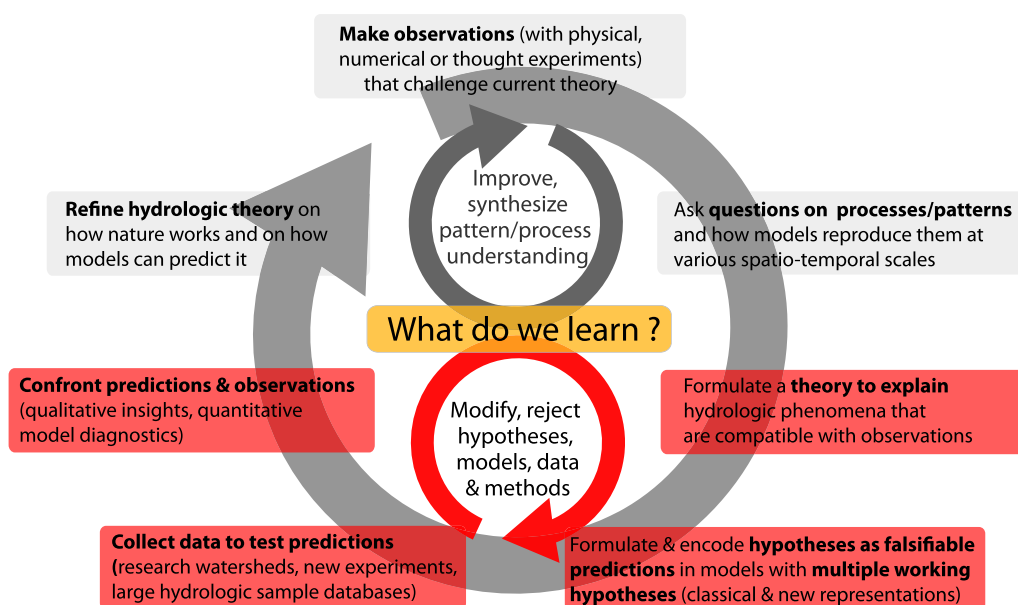 Make observations (with physical,
numerical or thought experiments)
that challenge current theory
Improve,
synthesize
pattern/process
understanding
Refine hydrologic theory on
how nature works and on how
models can predict it
Ask questions on processes/patterns
and how models reproduce them at
various spatio-temporal scales
What do we learn ?
Confront predictions & observations
(qualitative insights, quantitative
model diagnostics)
Modify, reject
hypotheses,
models, data
& methods
Formulate a theory to explain
hydrologic phenomena that
are compatible with observations
Collect data to test predictions
(research watersheds, new experiments,
large hydrologic sample databases)
Formulate & encode hypotheses as falsifiable
predictions in models with multiple working
hypotheses (classical & new representations)